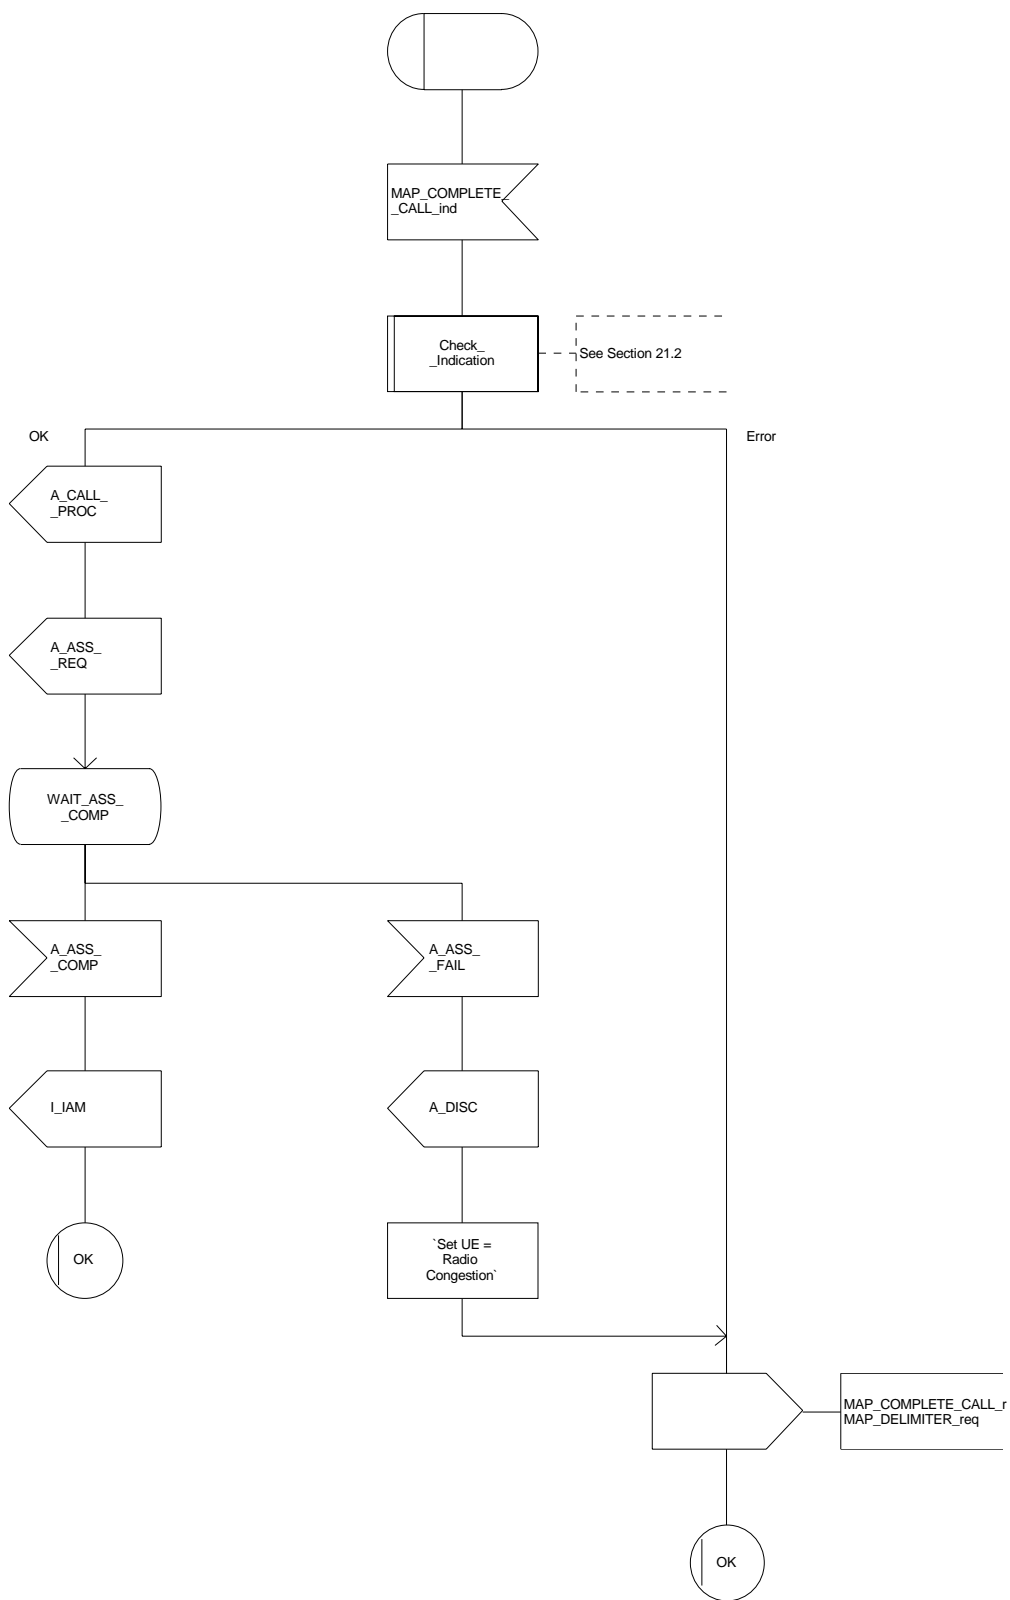 MAP_COMPLETE_
_CALL_ind
Check_
_Indication
See Section 21.2
OK
Error
A_CALL_
_PROC
A_ASS_
_REQ
WAIT_ASS_
_COMP
A_ASS_
_COMP
A_ASS_
_FAIL
I_IAM
A_DISC
OK
`Set UE =
Radio
Congestion`
MAP_COMPLETE_CALL_r
MAP_DELIMITER_req
OK